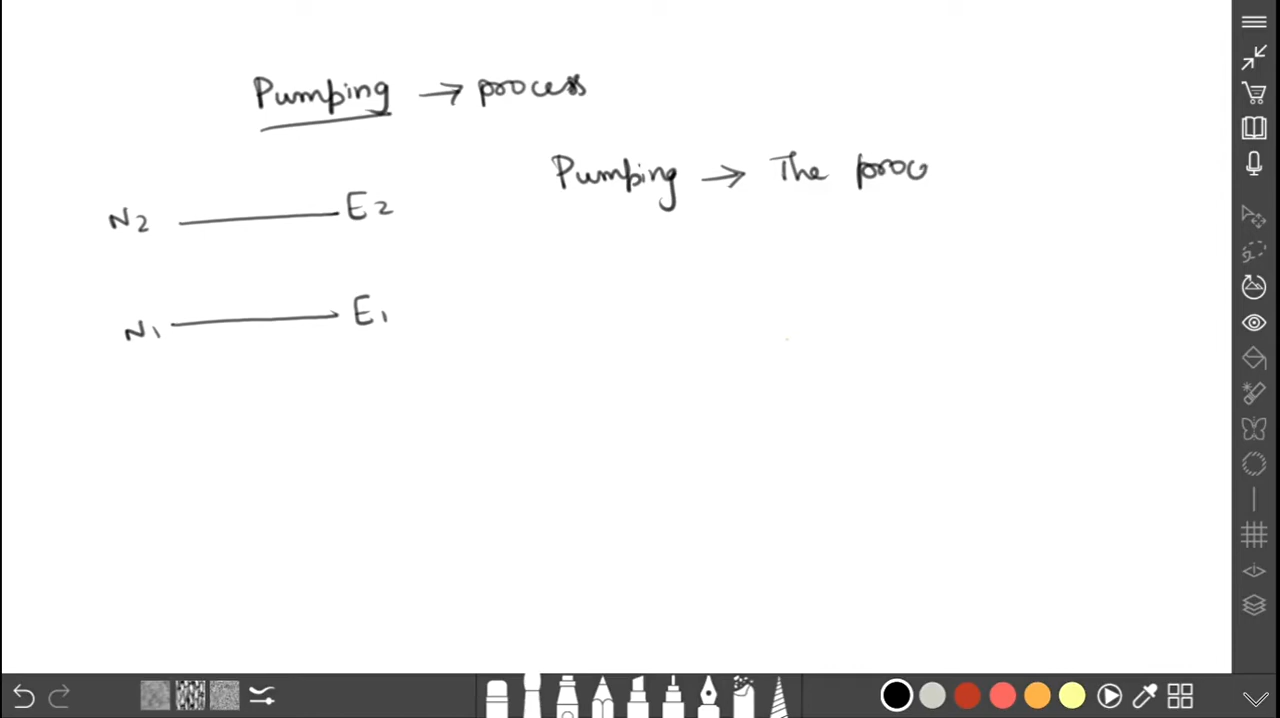 Pumping → process
Pumping → The proc
N2 E2
N1 E1